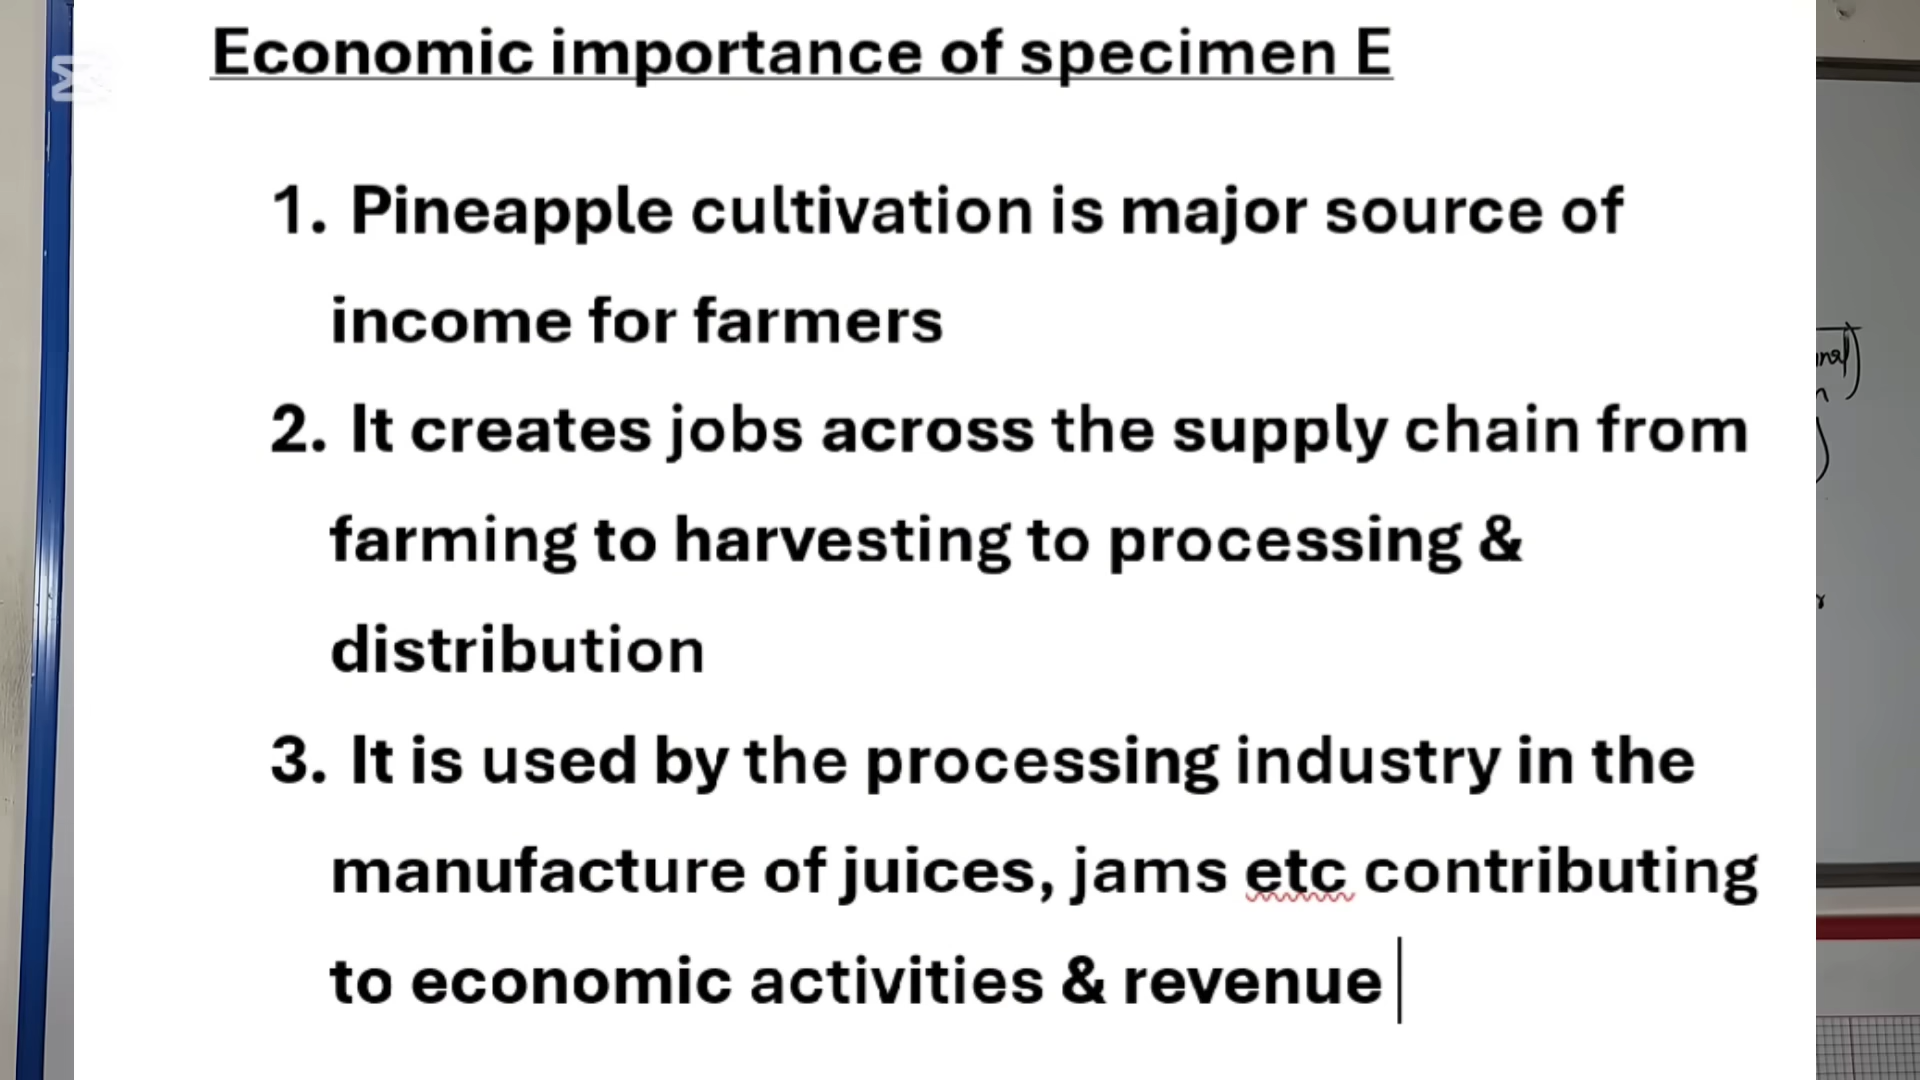 Economic importance of specimen E
1. Pineapple cultivation is major source of
income for farmers
2. It creates jobs across the supply chain from
farming to harvesting to processing &
distribution
3. It is used by the processing industry in the
manufacture of juices, jams etc contributing
to economic activities & revenue